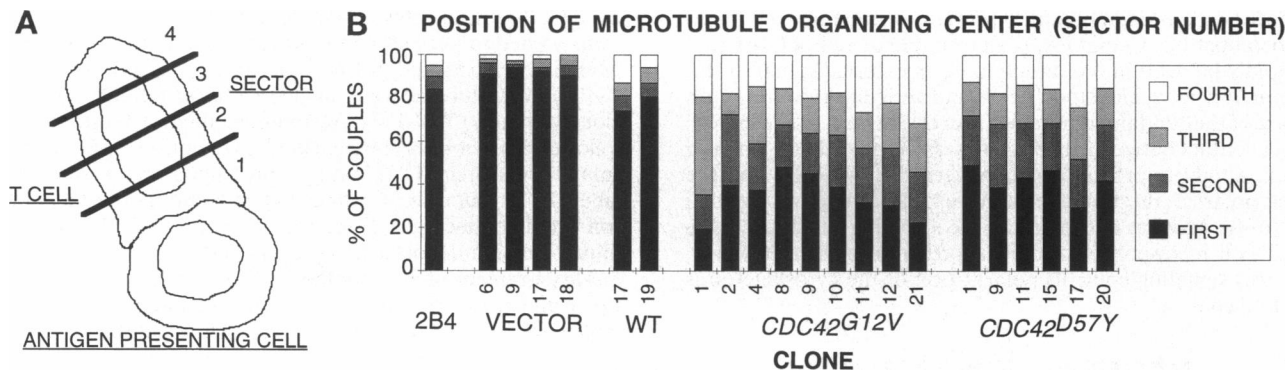 A
4
3
SECTOR
2
1
T CELL
ANTIGEN PRESENTING CELL
B
POSITION OF MICROTUBULE ORGANIZING CENTER (SECTOR NUMBER)
% OF COUPLES
100
80
60
40
20
0
6 9 17 18 17 19 1 2 4 8 9 10 11 12 21 11 15 17 20
2B4 VECTOR WT CDC42G12V CDC42D57Y
CLONE
FOURTH
THIRD
SECOND
FIRST